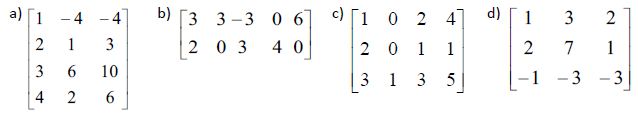 a) [1 -4 -4] b) [3 3 -3 0 6] c) [1 0 2 4] d) [1 3 2]
[2 1 3] [2 0 3 4 0] [2 0 1 1] [2 7 1]
[3 6 10] [3 1 3 5] [-1 -3 -3]
[4 2 6]